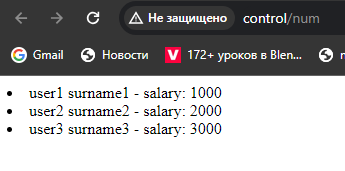 Не защищено control/num
Gmail Новости 172+ уроков в Blen...
user1 surname1 - salary: 1000
user2 surname2 - salary: 2000
user3 surname3 - salary: 3000